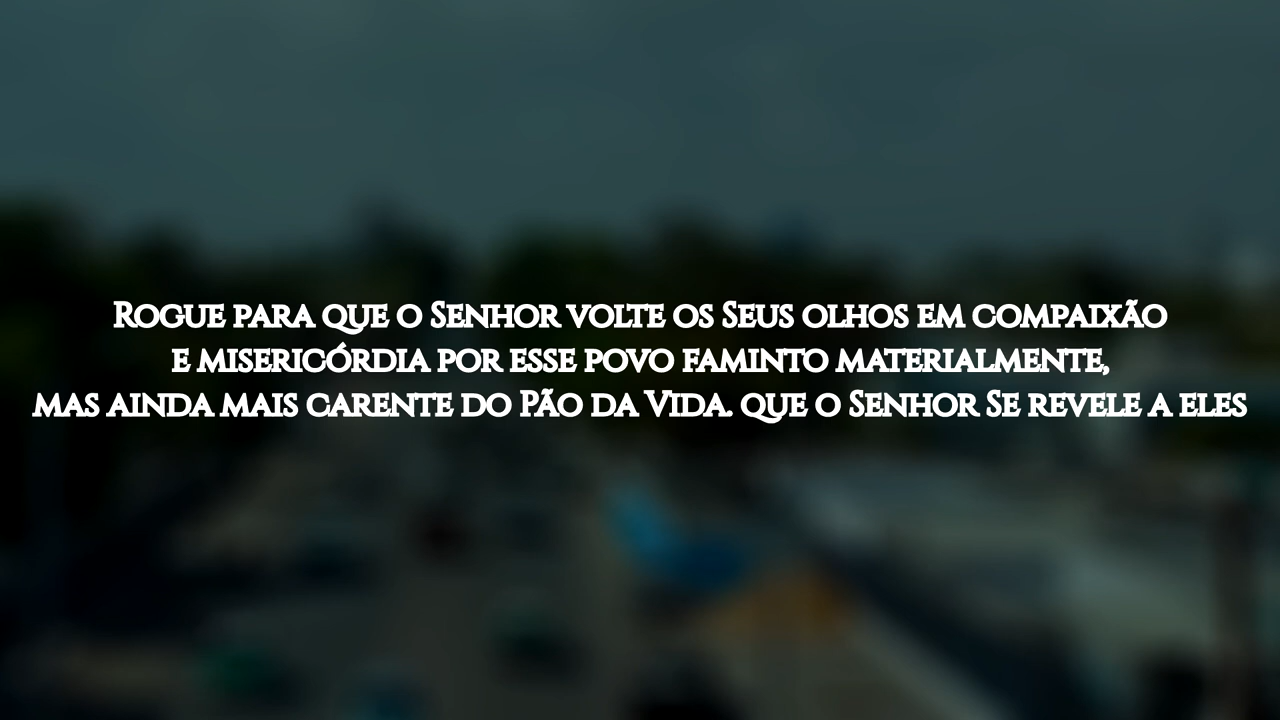 Rogue para que o Senhor volte os Seus olhos em compaixão
e misericórdia por esse povo faminto materialmente,
mas ainda mais carente do Pão da Vida. que o Senhor Se revele a eles